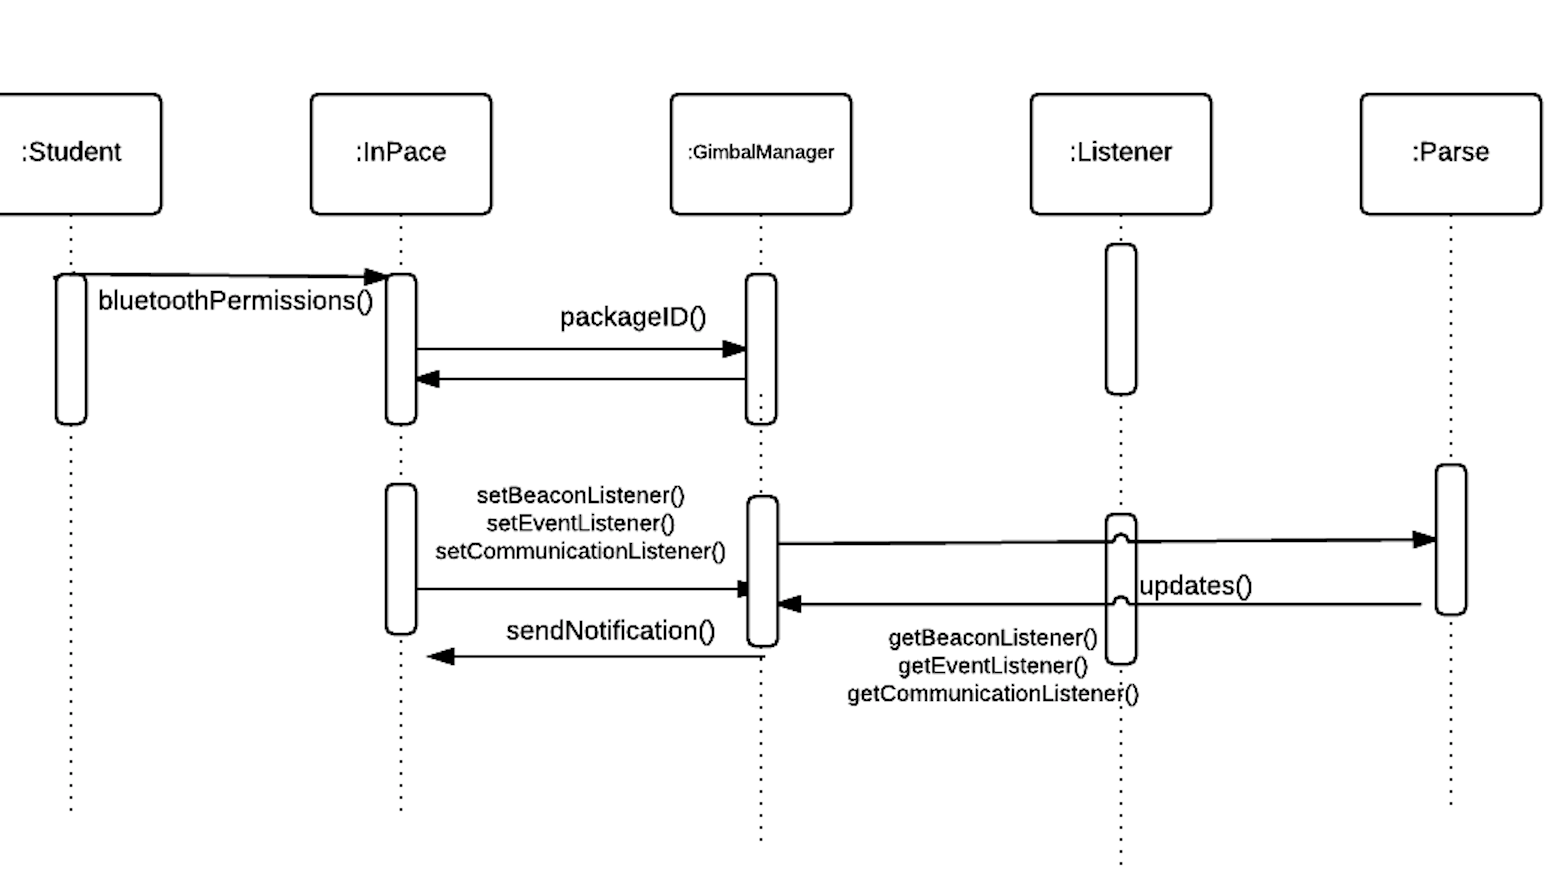 :Student
:InPace
:GimbalManager
:Listener
:Parse
bluetoothPermissions()
packageID()
setBeaconListener()
setEventListener()
setCommunicationListener()
updates()
sendNotification()
getBeaconListener()
getEventListener()
getCommunicationListener()